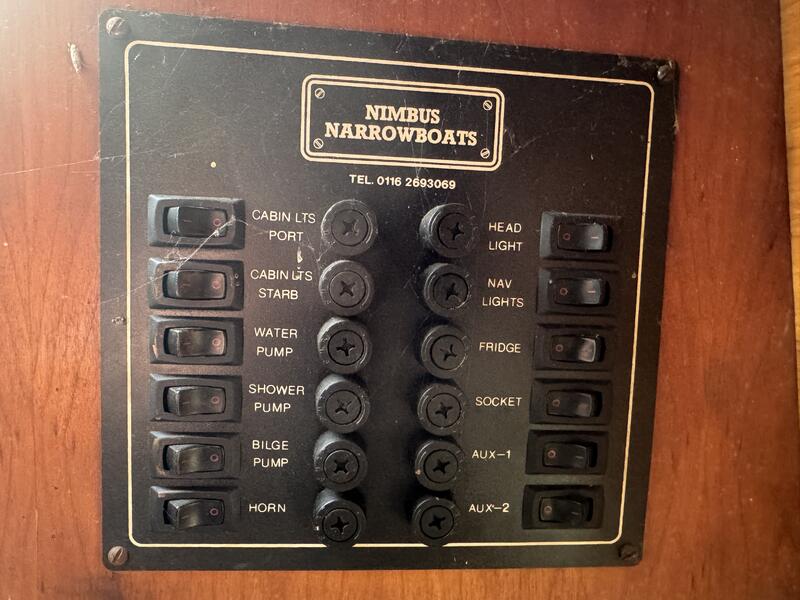 NIMBUS
NARROWBOATS
TEL. 0116 2693069
CABIN LTS
PORT
CABIN LTS
STARB
WATER
PUMP
SHOWER
PUMP
BILGE
PUMP
HORN
HEAD
LIGHT
NAV
LIGHTS
FRIDGE
SOCKET
AUX-1
AUX-2